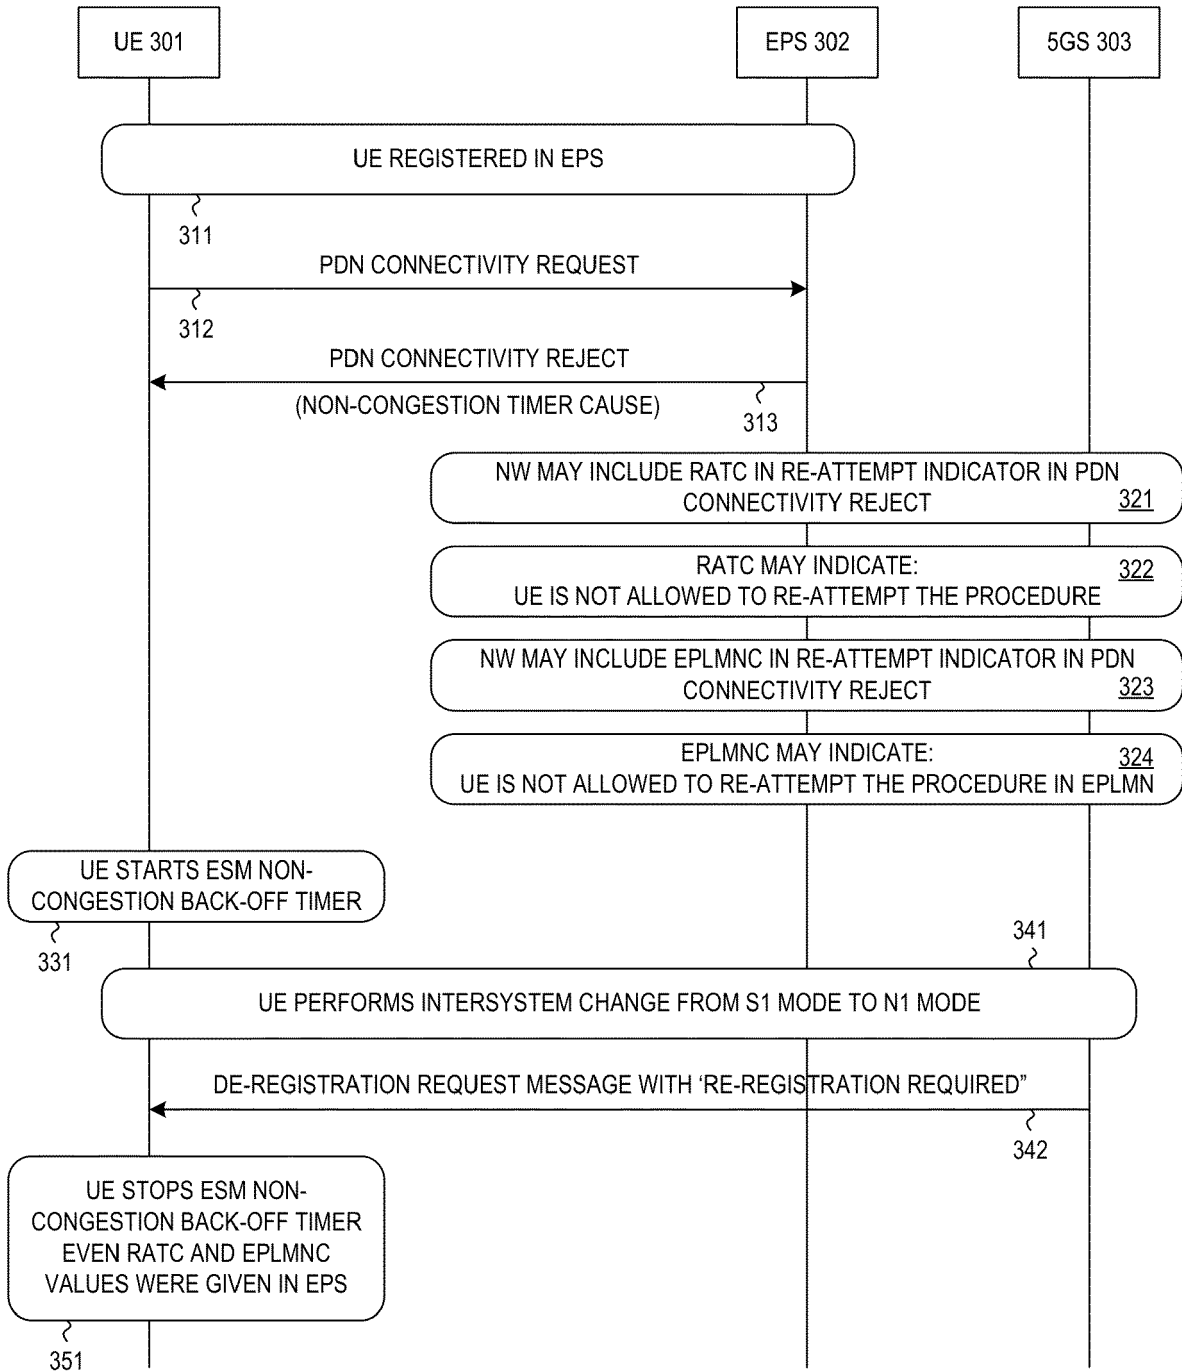 UE 301
EPS 302
5GS 303
UE REGISTERED IN EPS
311
PDN CONNECTIVITY REQUEST
312
PDN CONNECTIVITY REJECT
(NON-CONGESTION TIMER CAUSE)
313
NW MAY INCLUDE RATC IN RE-ATTEMPT INDICATOR IN PDN
CONNECTIVITY REJECT
321
RATC MAY INDICATE:
322
UE IS NOT ALLOWED TO RE-ATTEMPT THE PROCEDURE
NW MAY INCLUDE EPLMNC IN RE-ATTEMPT INDICATOR IN PDN
CONNECTIVITY REJECT
323
EPLMNC MAY INDICATE:
324
UE IS NOT ALLOWED TO RE-ATTEMPT THE PROCEDURE IN EPLMN
UE STARTS ESM NON-
CONGESTION BACK-OFF TIMER
331
341
UE PERFORMS INTERSYSTEM CHANGE FROM S1 MODE TO N1 MODE
DE-REGISTRATION REQUEST MESSAGE WITH ‘RE-REGISTRATION REQUIRED”
342
UE STOPS ESM NON-
CONGESTION BACK-OFF TIMER
EVEN RATC AND EPLMNC
VALUES WERE GIVEN IN EPS
351